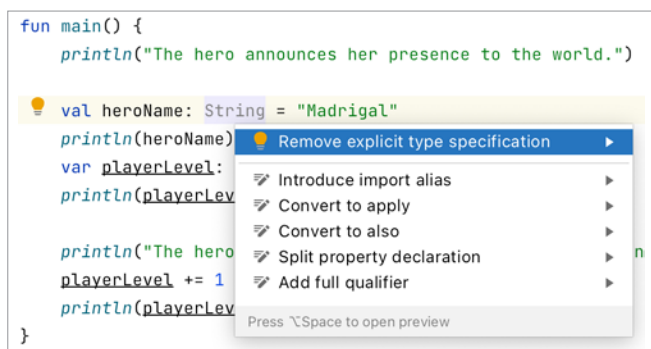 fun main() {
println("The hero announces her presence to the world.")
val heroName: String = "Madrigal"
println(heroName)
var playerLevel:
println(playerLev
println("The hero
playerLevel += 1
println(playerLev
}
Remove explicit type specification
Introduce import alias
Convert to apply
Convert to also
Split property declaration
Add full qualifier
Press ⌥Space to open preview